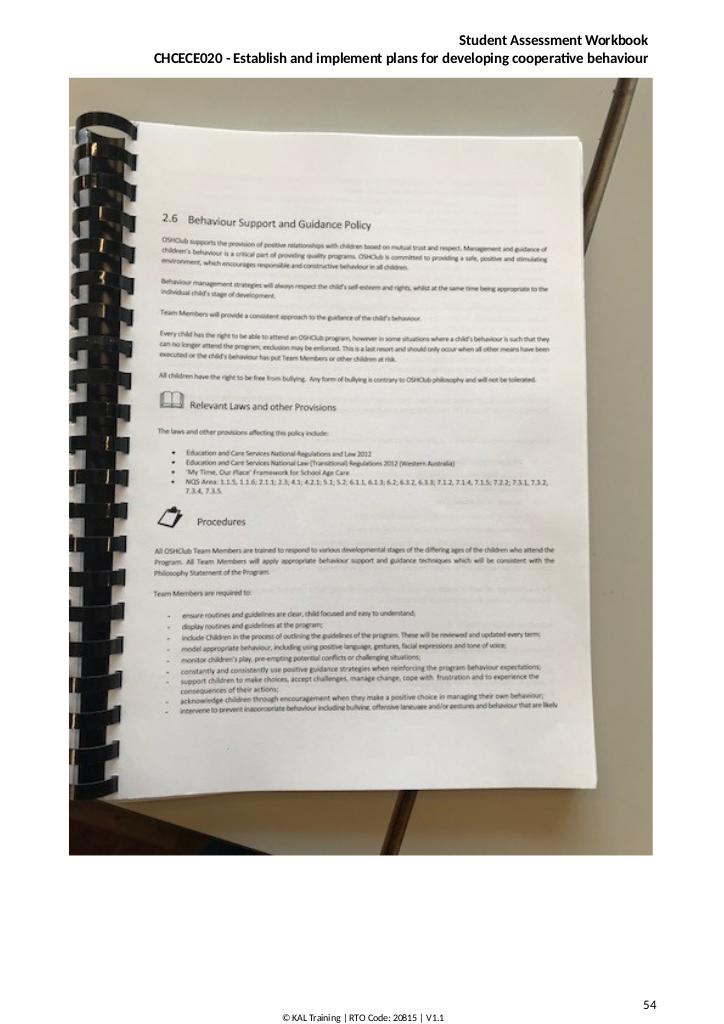 Student Assessment Workbook
CHCECE020 - Establish and implement plans for developing cooperative behaviour
2.6 Behaviour Support and Guidance Policy
OSHClub supports the provision of positive relationships with children based on mutual trust and respect. Management and guidance of
children's behaviour is a critical part of providing quality programs. OSHClub is committed to providing a safe, positive and stimulating
environment, which encourages responsible and constructive behaviour in all children.
Behaviour management strategies will always respect the child's self-esteem and rights, whilst at the same time being appropriate to the
individual child's stage of development.
Team Members will provide a consistent approach to the guidance of the child's behaviour.
Every child has the right to be able to attend an OSHClub program, however in some situations where a child's behaviour is such that they
can no longer attend the program, exclusion may be enforced. This is a last resort and should only occur when all other means have been
executed or the child's behaviour has put Team Members or other children at risk.
All children have the right to be free from bullying. Any form of bullying is contrary to OSHClub philosophy and will not be tolerated.
Relevant Laws and other Provisions
The laws and other provisions affecting this policy include:
• Education and Care Services National Regulations and Law 2012
• Education and Care Services National Law (Transitional) Regulations 2012 (Western Australia)
• 'My Time, Our Place' Framework for School Age Care
• NQS Area: 1.1.5, 1.1.6; 2.1.1; 2.3; 4.1; 4.2.1; 5.1, 5.2; 6.1.1, 6.1.3; 6.2; 6.3.2, 6.3.3; 7.1.2, 7.1.4, 7.1.5; 7.2.2; 7.3.1, 7.3.2,
7.3.4, 7.3.5.
Procedures
All OSHClub Team Members are trained to respond to various developmental stages of the differing ages of the children who attend the
Program. All Team Members will apply appropriate behaviour support and guidance techniques which will be consistent with the
Philosophy Statement of the Program.
Team Members are required to:
- ensure routines and guidelines are clear, child focused and easy to understand;
- display routines and guidelines at the program;
- include Children in the process of outlining the guidelines of the program. These will be reviewed and updated every term;
- model appropriate behaviour, including using positive language, gestures, facial expressions and tone of voice;
- monitor children's play, pre-empting potential conflicts or challenging situations;
- constantly and consistently use positive guidance strategies when reinforcing the program behaviour expectations;
- support children to make choices, accept challenges, manage change, cope with frustration and to experience the
consequences of their actions;
- acknowledge children through encouragement when they make a positive choice in managing their own behaviour;
- intervene to prevent inappropriate behaviour including bullying, offensive language and/or gestures and behaviour that are likely
54
© KAL Training | RTO Code: 20815 | V1.1